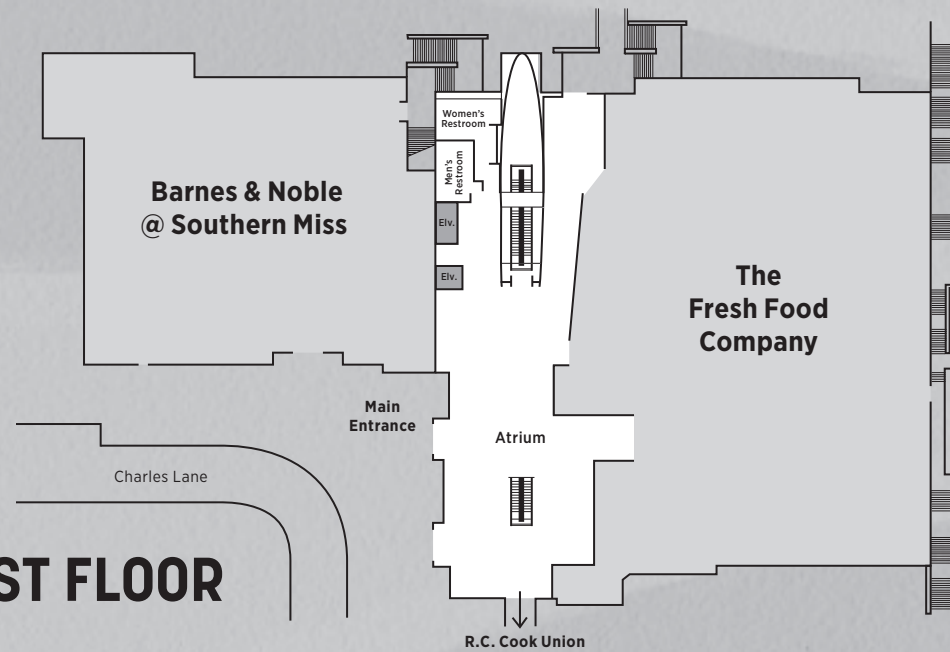 Women's
Restroom
Men's
Restroom
Barnes & Noble
@ Southern Miss
Elv.
Elv.
The
Fresh Food
Company
Main
Entrance
Atrium
Charles Lane
ST FLOOR
R.C. Cook Union